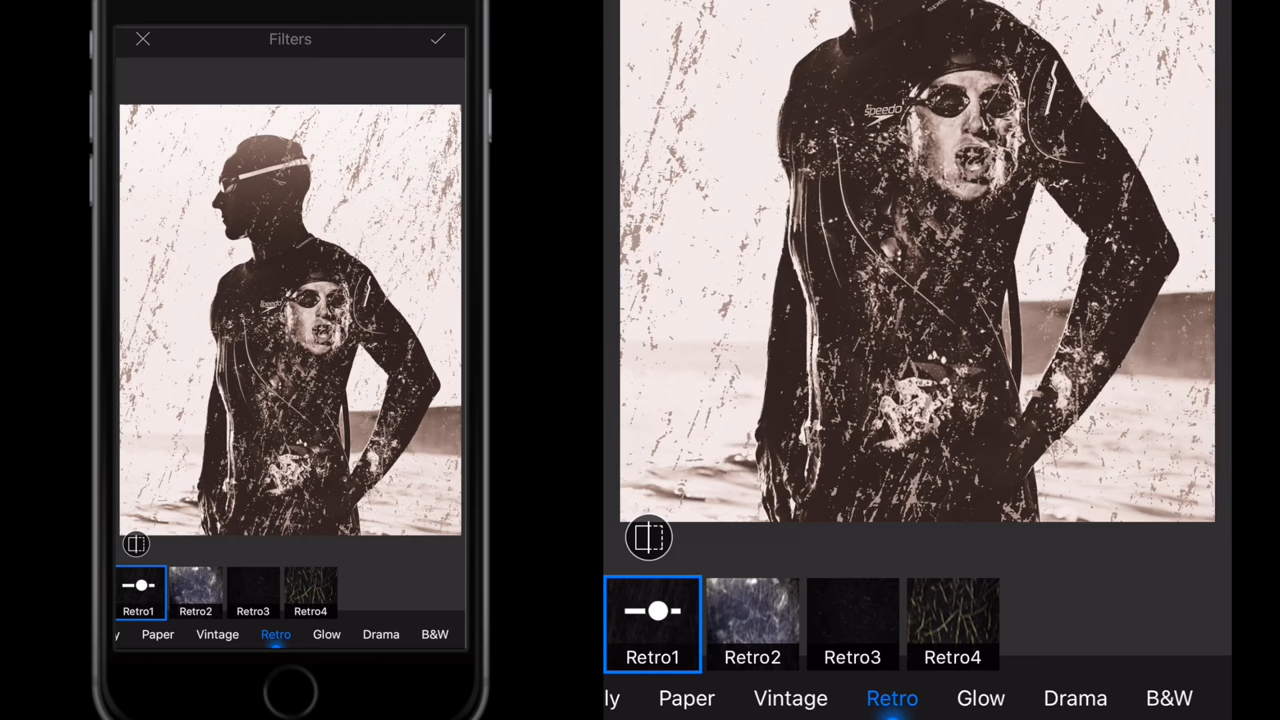 Filters
speedo
Retro1 Retro2 Retro3 Retro4
y Paper Vintage Retro Glow Drama B&W
speedo
Retro1 Retro2 Retro3 Retro4
ly Paper Vintage Retro Glow Drama B&W